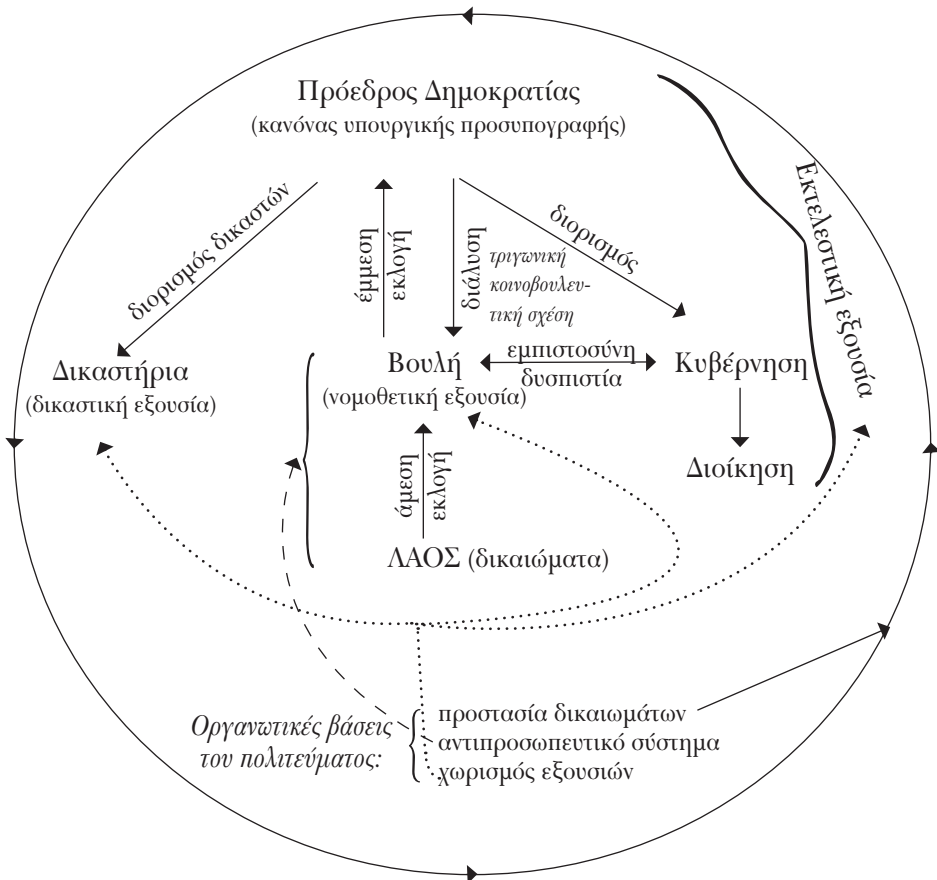 Πρόεδρος Δημοκρατίας
(κανόνας υπουργικής προσυπογραφής)
Εκτελεστική εξουσία
διορισμός δικαστών
έμμεση
εκλογή
διάλυση
τριγωνική
κοινοβουλευ-
τική σχέση
διορισμός
Δικαστήρια
(δικαστική εξουσία)
Βουλή
(νομοθετική εξουσία)
εμπιστοσύνη
δυσπιστία
Κυβέρνηση
Διοίκηση
άμεση
εκλογή
ΛΑΟΣ (δικαιώματα)
Οργανωτικές βάσεις
του πολιτεύματος:
προστασία δικαιωμάτων
αντιπροσωπευτικό σύστημα
χωρισμός εξουσιών